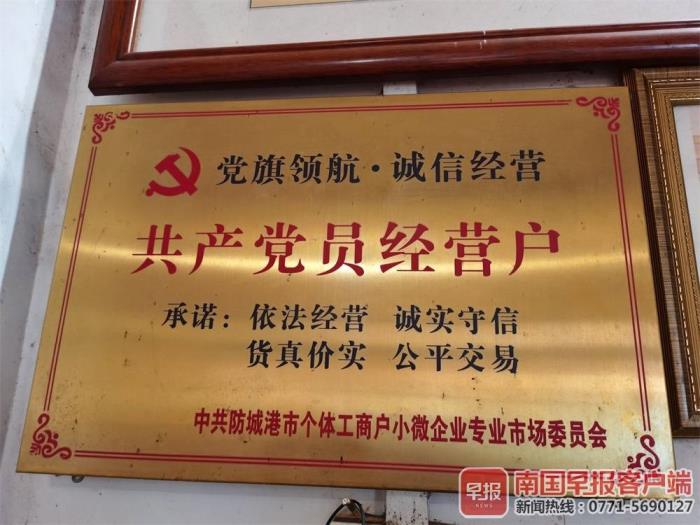 党旗领航·诚信经营
共产党员经营户
承诺：依法经营 诚实守信
货真价实 公平交易
中共防城港市个体工商户小微企业专业市场委员会
早报
NEWS
南国早报客户端
新闻热线：0771-5690127